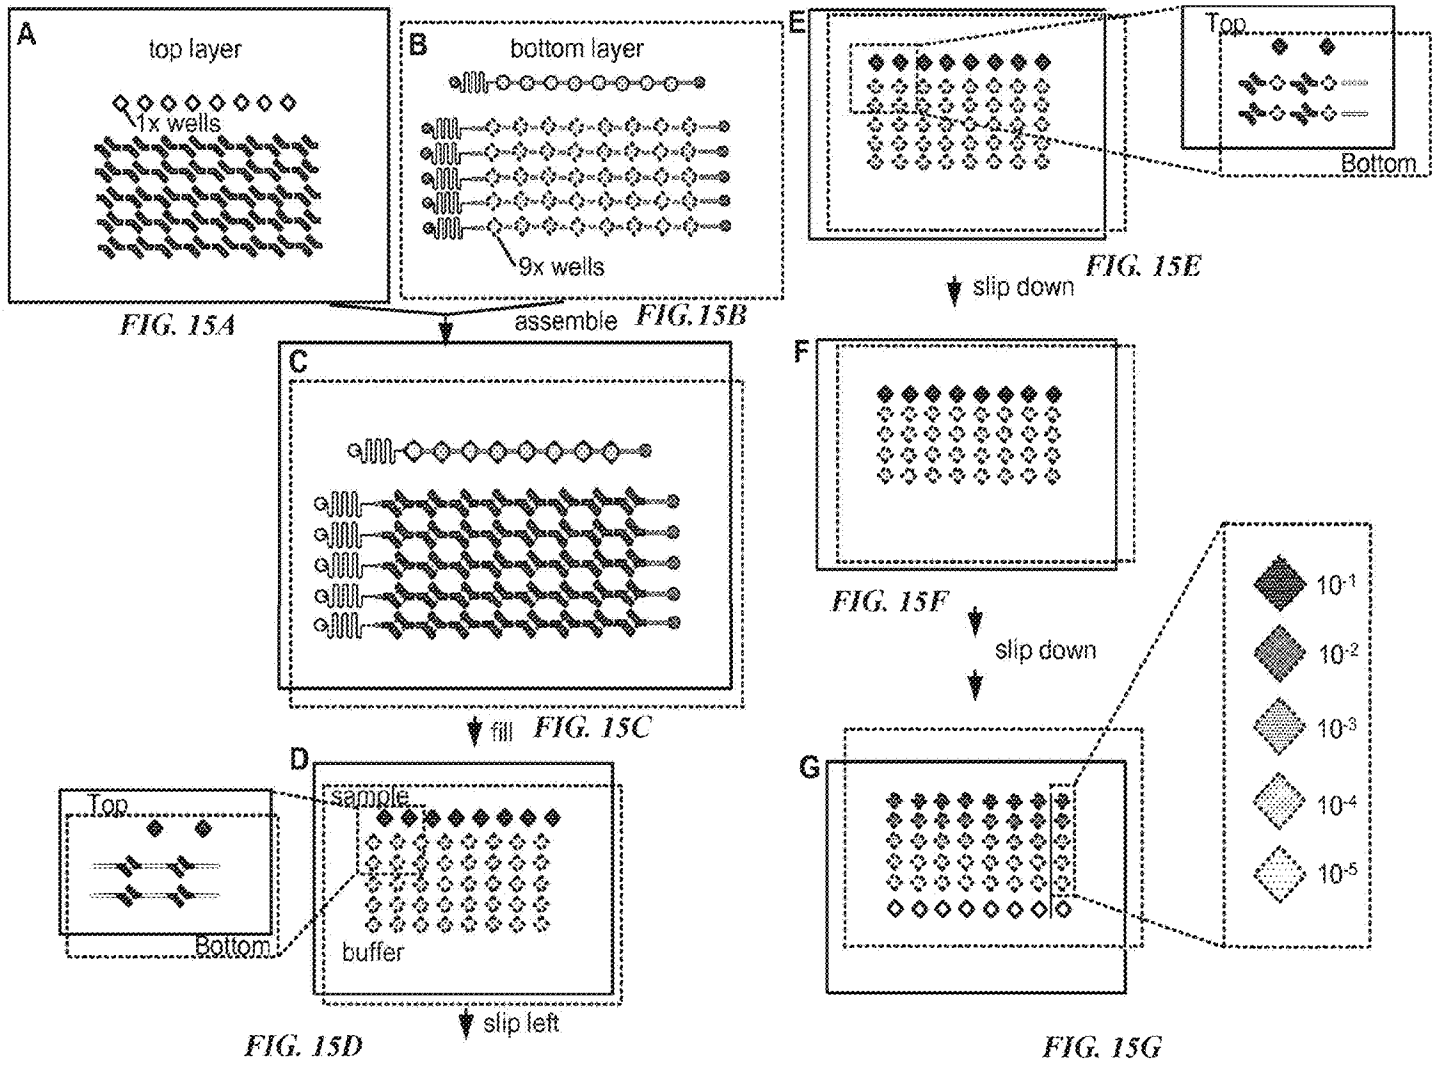 A
top layer
1x wells
FIG. 15A
B
bottom layer
9x wells
FIG.15B
assemble
C
fill
FIG. 15C
D
sample
buffer
Top
Bottom
slip left
FIG. 15D
E
Top
Bottom
FIG. 15E
slip down
F
FIG. 15F
slip down
G
10-1
10-2
10-3
10-4
10-5
FIG. 15G